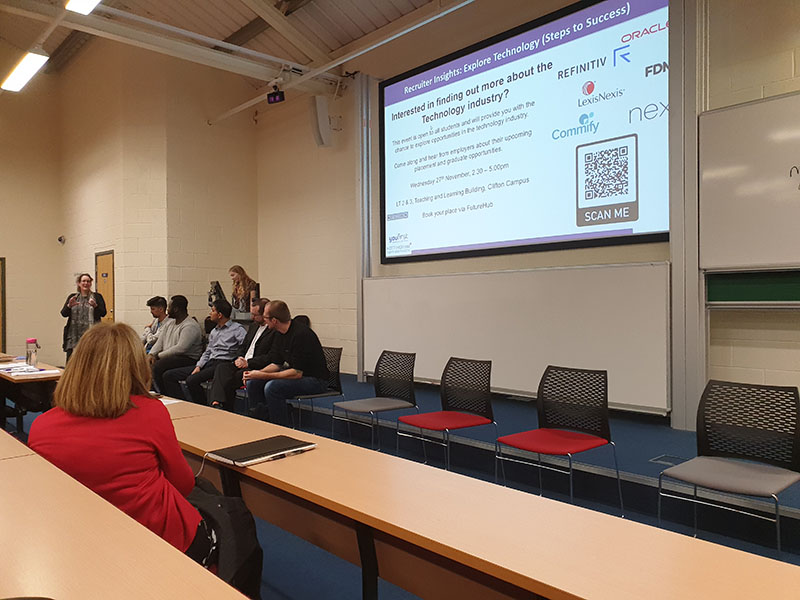 Recruiter Insights: Explore Technology (Steps to Success)
Interested in finding out more about the
Technology industry?
This event is open to all students and will provide you with the
chance to explore opportunities in the technology industry.
Come along and hear from employers about their upcoming
placement and graduate opportunities.
Wednesday 27th November, 2.30 – 5.00pm
LT 2 & 3, Teaching and Learning Building, Clifton Campus
Book your place via FutureHub
youfirst
ORACLE
REFINITIV
FDM
LexisNexis
Commify
nex
SCAN ME